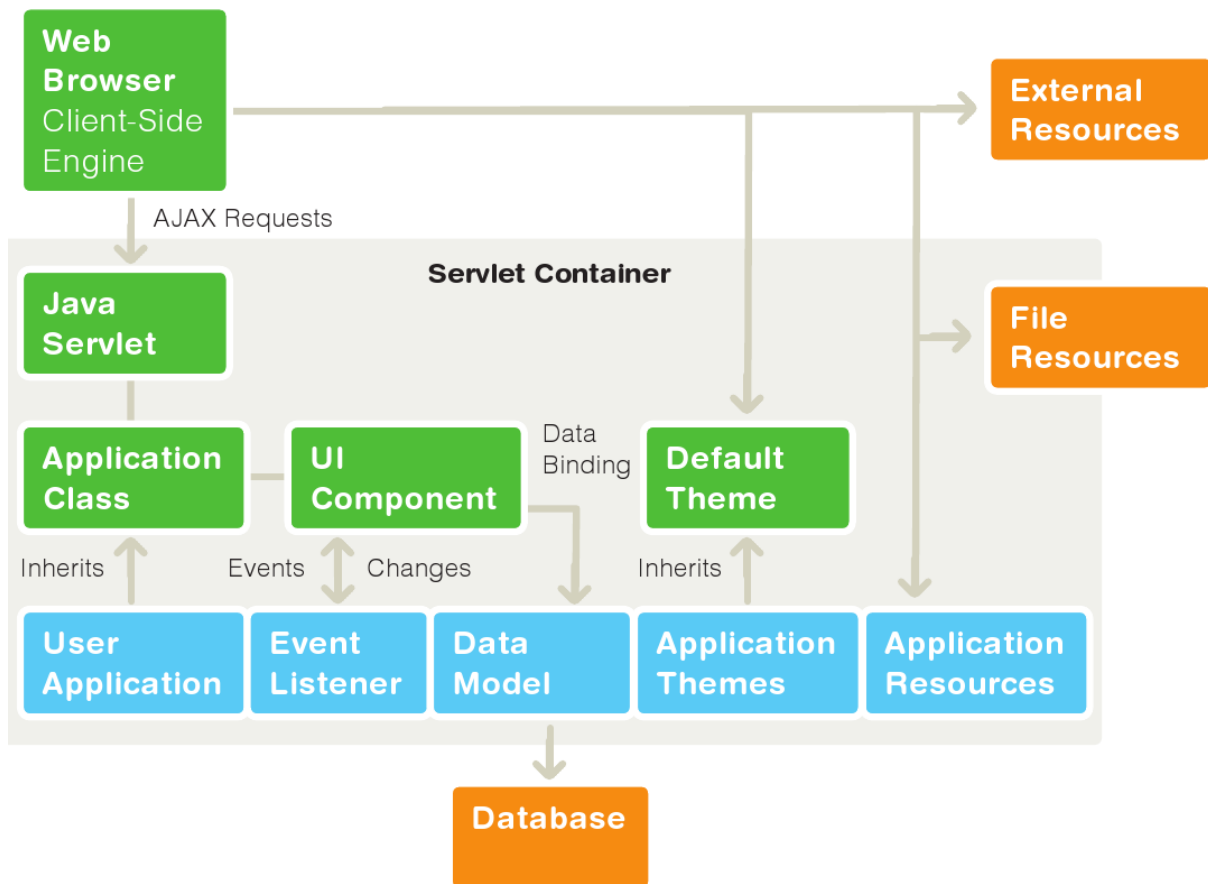 Web
Browser
Client-Side
Engine
External
Resources
AJAX Requests
Servlet Container
Java
Servlet
File
Resources
Application
Class
UI
Component
Data
Binding
Default
Theme
Inherits
Events
Changes
Inherits
User
Application
Event
Listener
Data
Model
Application
Themes
Application
Resources
Database